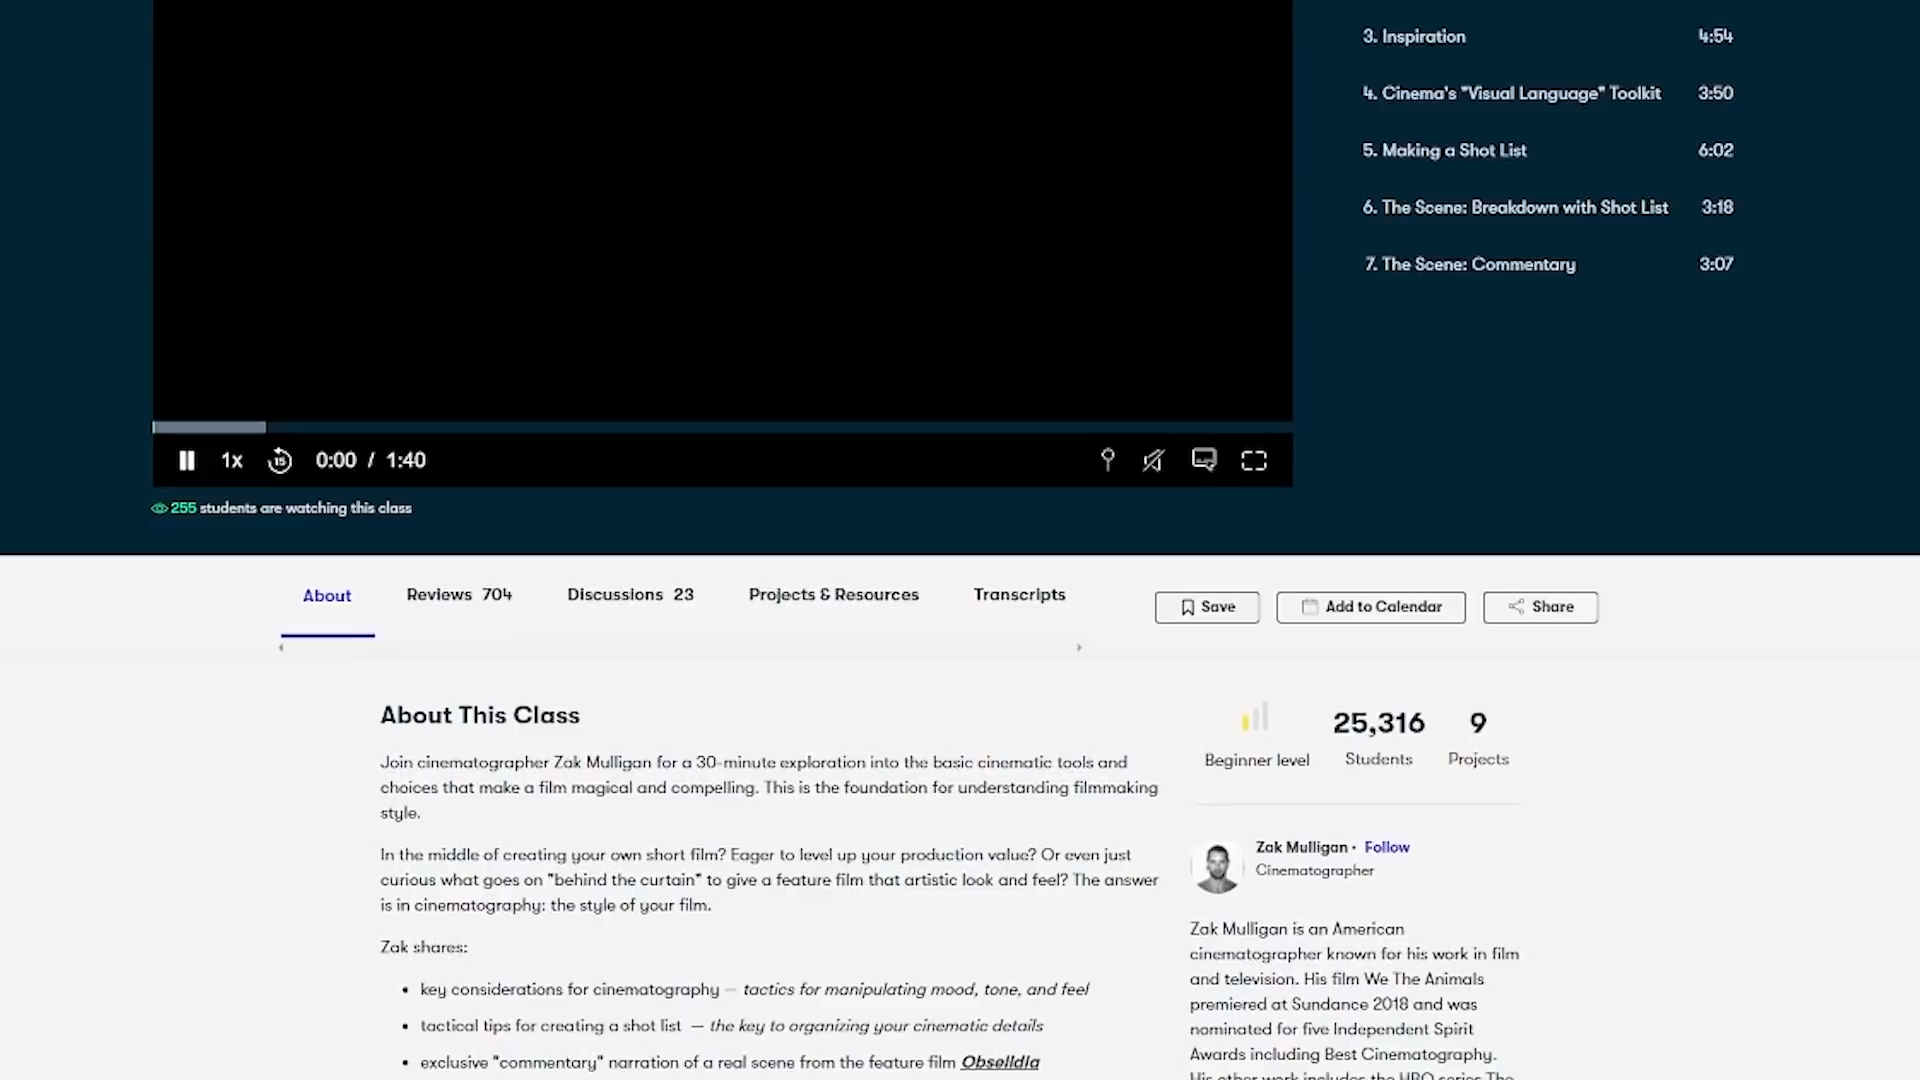 3. Inspiration 4:54
4. Cinema's "Visual Language" Toolkit 3:50
5. Making a Shot List 6:02
6. The Scene: Breakdown with Shot List 3:18
7. The Scene: Commentary 3:07
1x 15 0:00 / 1:40
255 students are watching this class
About Reviews 704 Discussions 23 Projects & Resources Transcripts
Save Add to Calendar Share
About This Class
Join cinematographer Zak Mulligan for a 30-minute exploration into the basic cinematic tools and
choices that make a film magical and compelling. This is the foundation for understanding filmmaking
style.
In the middle of creating your own short film? Eager to level up your production value? Or even just
curious what goes on "behind the curtain" to give a feature film that artistic look and feel? The answer
is in cinematography: the style of your film.
Zak shares:
• key considerations for cinematography — tactics for manipulating mood, tone, and feel
• tactical tips for creating a shot list — the key to organizing your cinematic details
• exclusive "commentary" narration of a real scene from the feature film Obselidia
25,316 9
Beginner level Students Projects
Zak Mulligan • Follow
Cinematographer
Zak Mulligan is an American
cinematographer known for his work in film
and television. His film We The Animals
premiered at Sundance 2018 and was
nominated for five Independent Spirit
Awards including Best Cinematography.
His other work includes the HBO series The